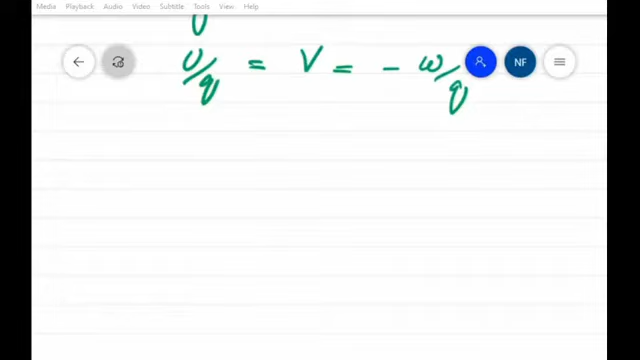 Media Playback Audio Video Subtitle Tools View Help
U
U/q = V = - w/q
NF